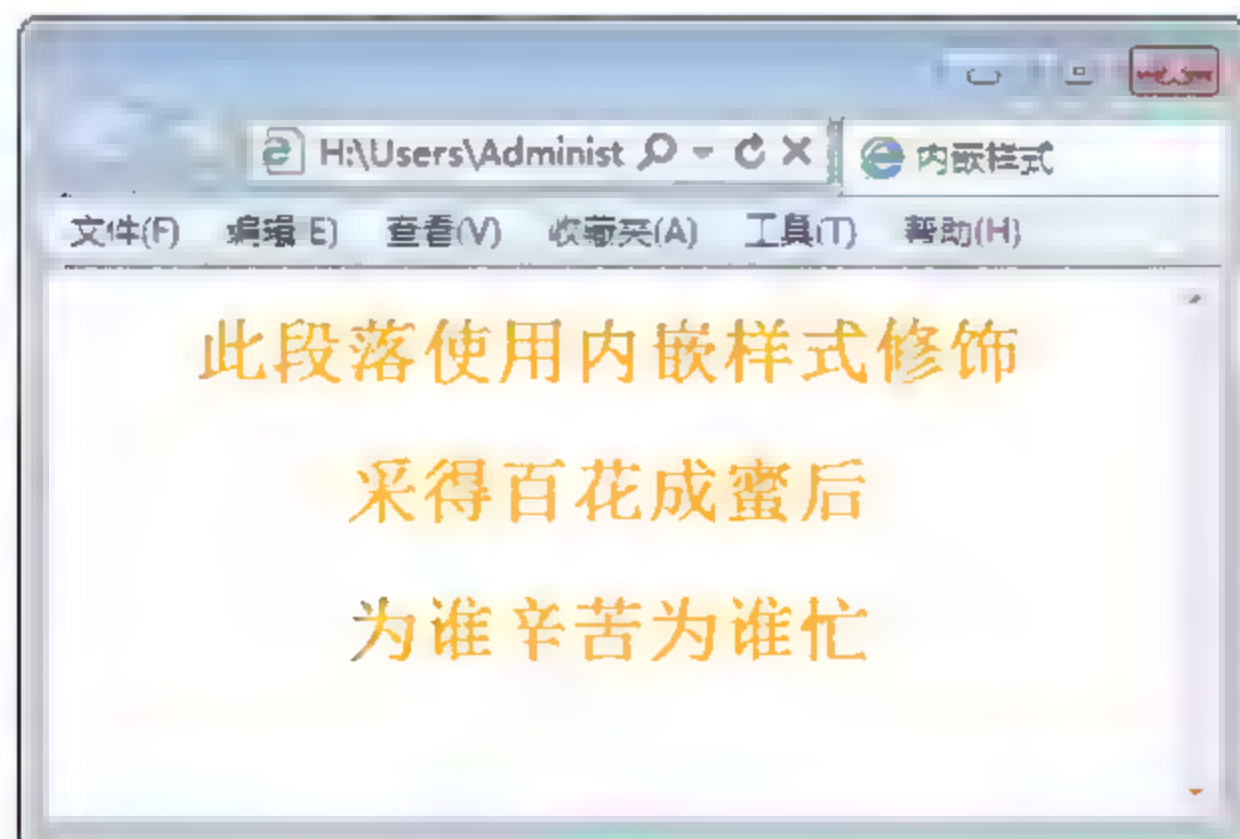 H:\Users\Administ
内嵌样式
文件(F) 编辑(E) 查看(V) 收藏夹(A) 工具(T) 帮助(H)
此段落使用内嵌样式修饰
采得百花成蜜后
为谁辛苦为谁忙